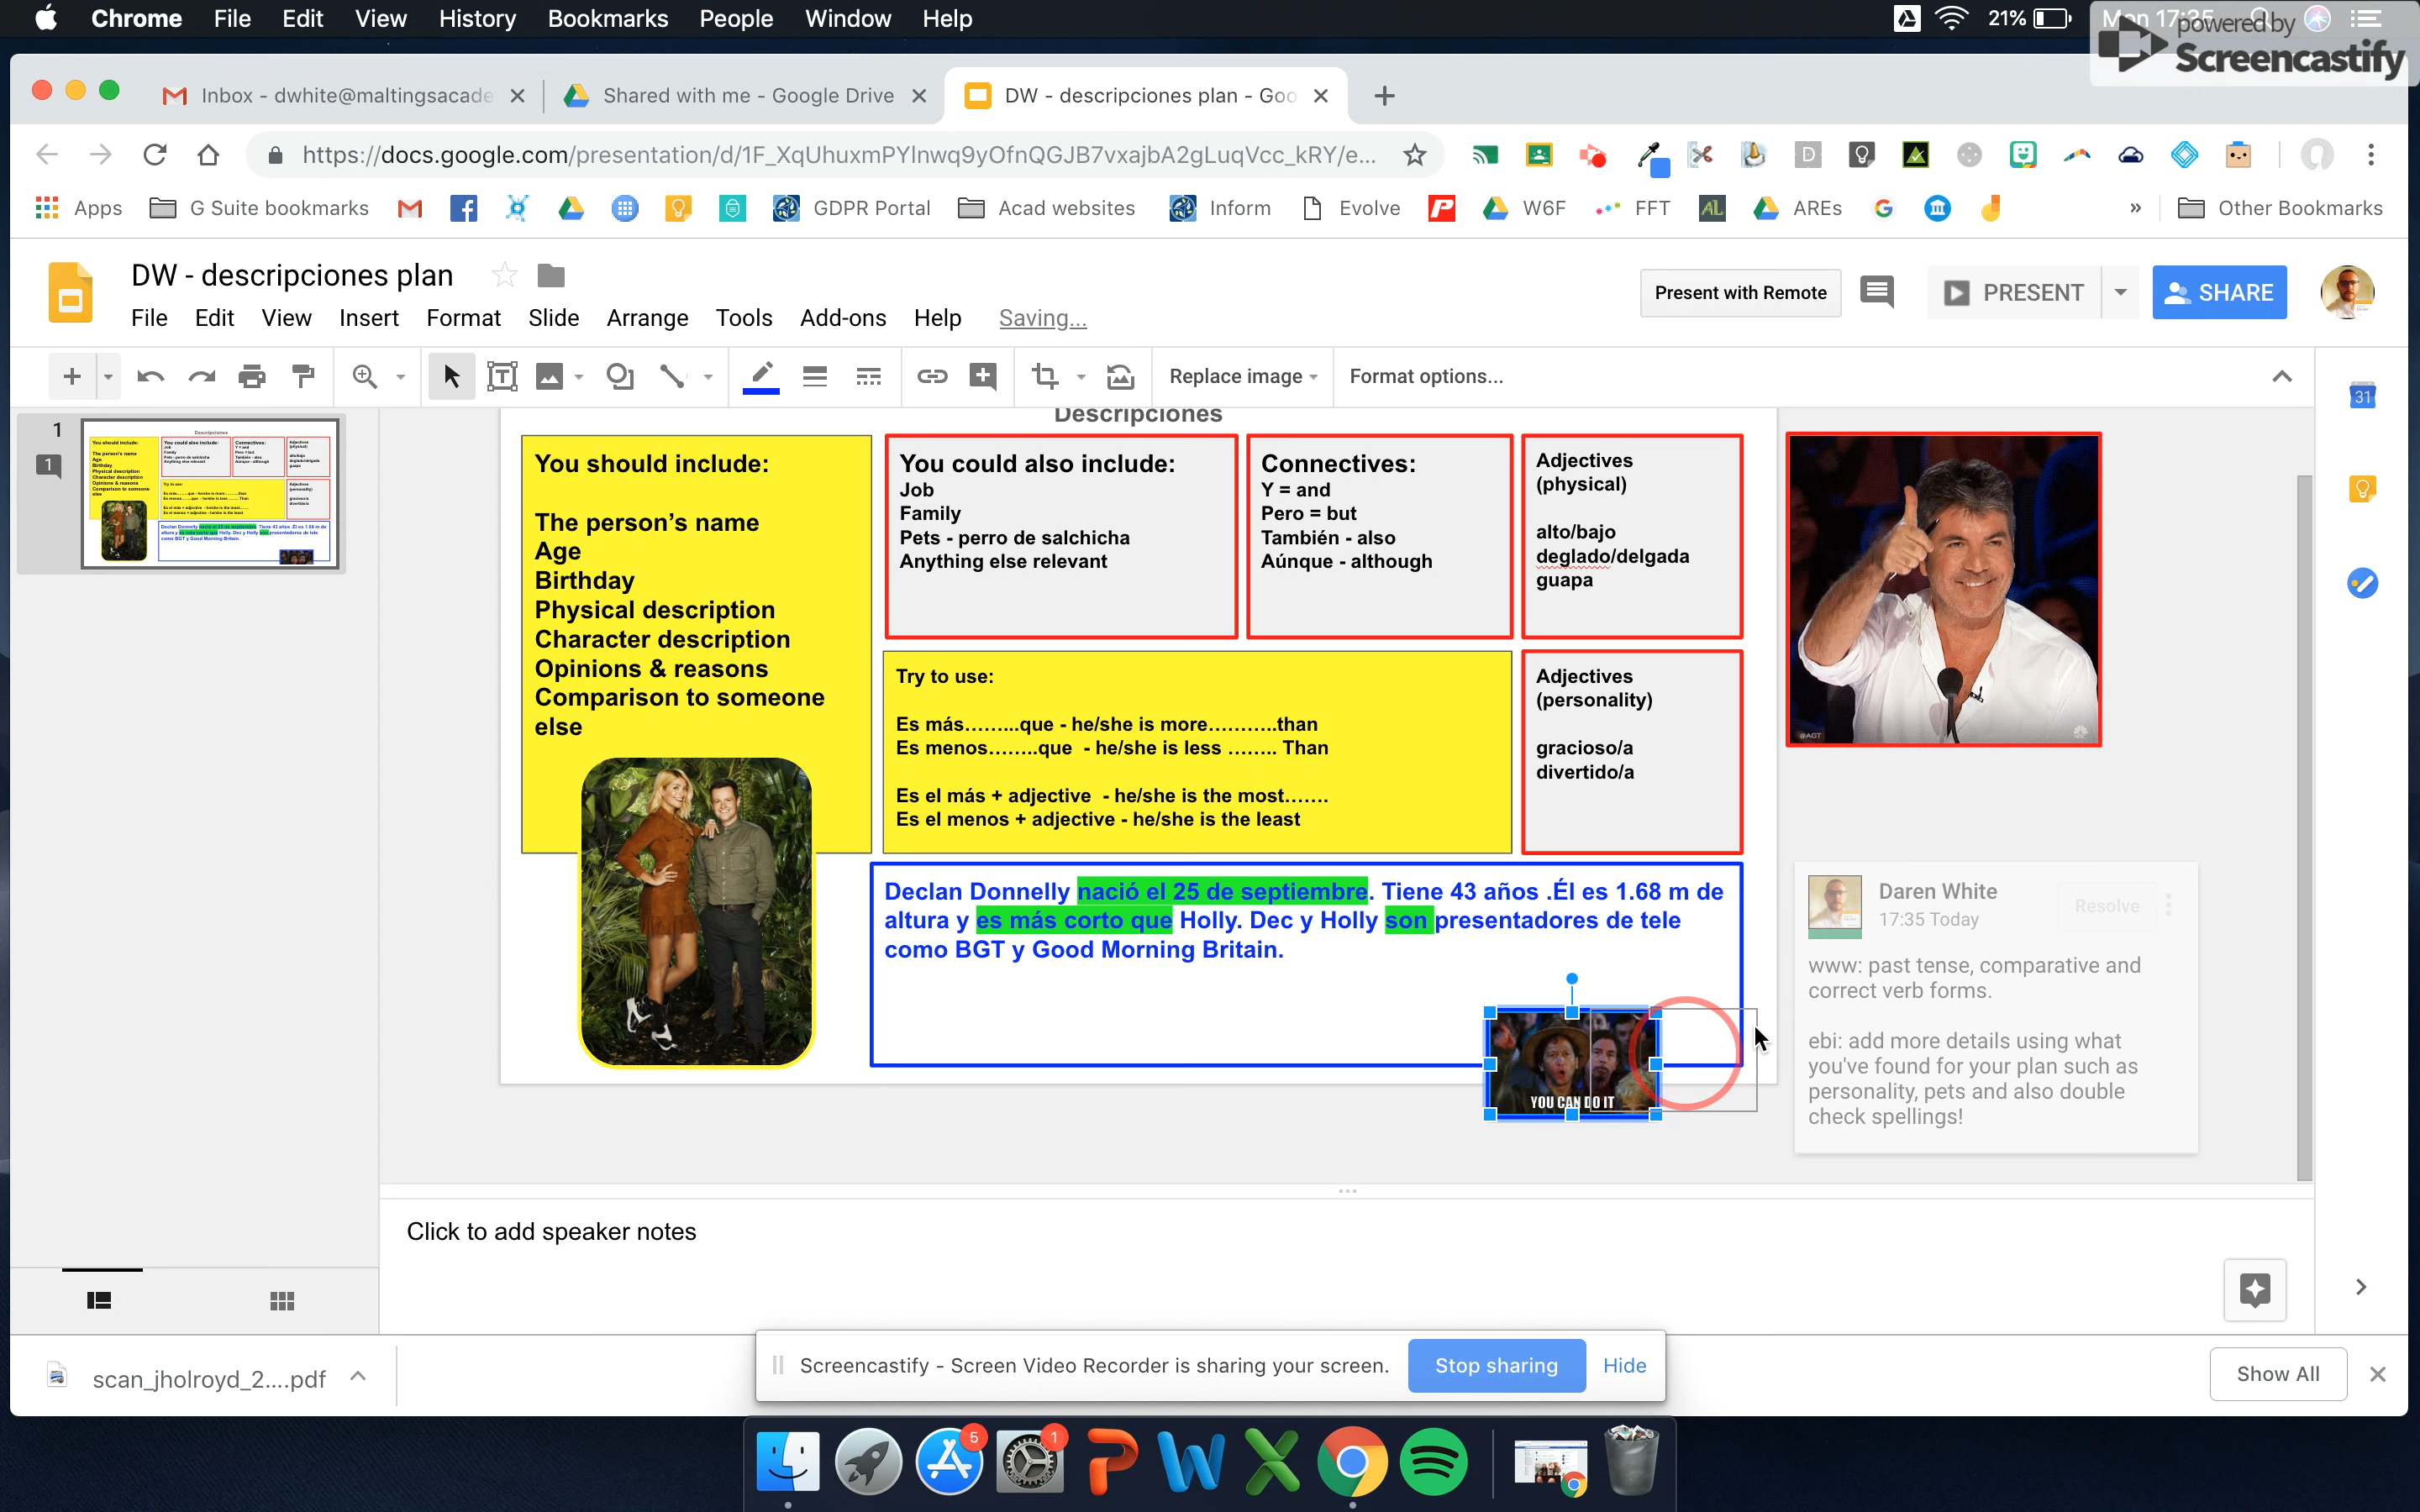 Chrome File Edit View History Bookmarks People Window Help 21% Mon 17:35
powered by
Screencastify
Inbox - dwhite@maltingsacade
Shared with me - Google Drive
DW - descripciones plan - Goo
https://docs.google.com/presentation/d/1F_XqUhuxmPYlnwq9yOfnQGJB7vxajbA2gLuqVcc_kRY/e...
Apps G Suite bookmarks GDPR Portal Acad websites Inform Evolve W6F FFT AL AREs » Other Bookmarks
DW - descripciones plan
Present with Remote PRESENT SHARE
File Edit View Insert Format Slide Arrange Tools Add-ons Help Saving...
Replace image Format options...
31
1
1
Descripciones
You should include:
The person's name
Age
Birthday
Physical description
Character description
Opinions & reasons
Comparison to someone
else
You could also include:
Job
Family
Pets - perro de salchicha
Anything else relevant
Connectives:
Y = and
Pero = but
También - also
Aúnque - although
Adjectives
(physical)
alto/bajo
deglado/delgada
guapa
@AGT
Try to use:
Es más……...que - he/she is more………..than
Es menos……..que - he/she is less …….. Than
Es el más + adjective - he/she is the most…….
Es el menos + adjective - he/she is the least
Adjectives
(personality)
gracioso/a
divertido/a
Declan Donnelly nació el 25 de septiembre. Tiene 43 años .Él es 1.68 m de
altura y es más corto que Holly. Dec y Holly son presentadores de tele
como BGT y Good Morning Britain.
YOU CAN DO IT
Daren White
17:35 Today
Resolve
www: past tense, comparative and
correct verb forms.
ebi: add more details using what
you've found for your plan such as
personality, pets and also double
check spellings!
Click to add speaker notes
scan_jholroyd_2....pdf
Screencastify - Screen Video Recorder is sharing your screen. Stop sharing Hide
Show All
5
1